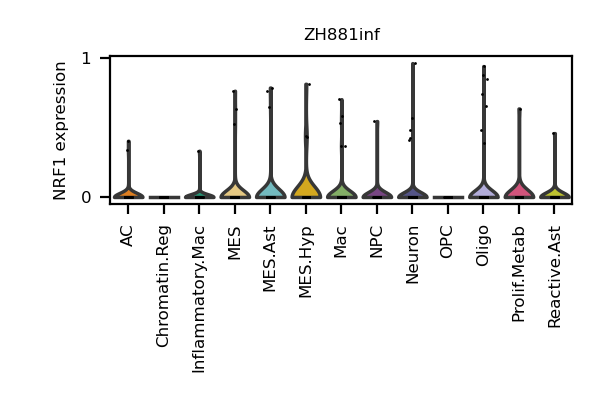 ZH881inf
NRF1 expression
1
0
AC
Chromatin.Reg
Inflammatory.Mac
MES
MES.Ast
MES.Hyp
Mac
NPC
Neuron
OPC
Oligo
Prolif.Metab
Reactive.Ast